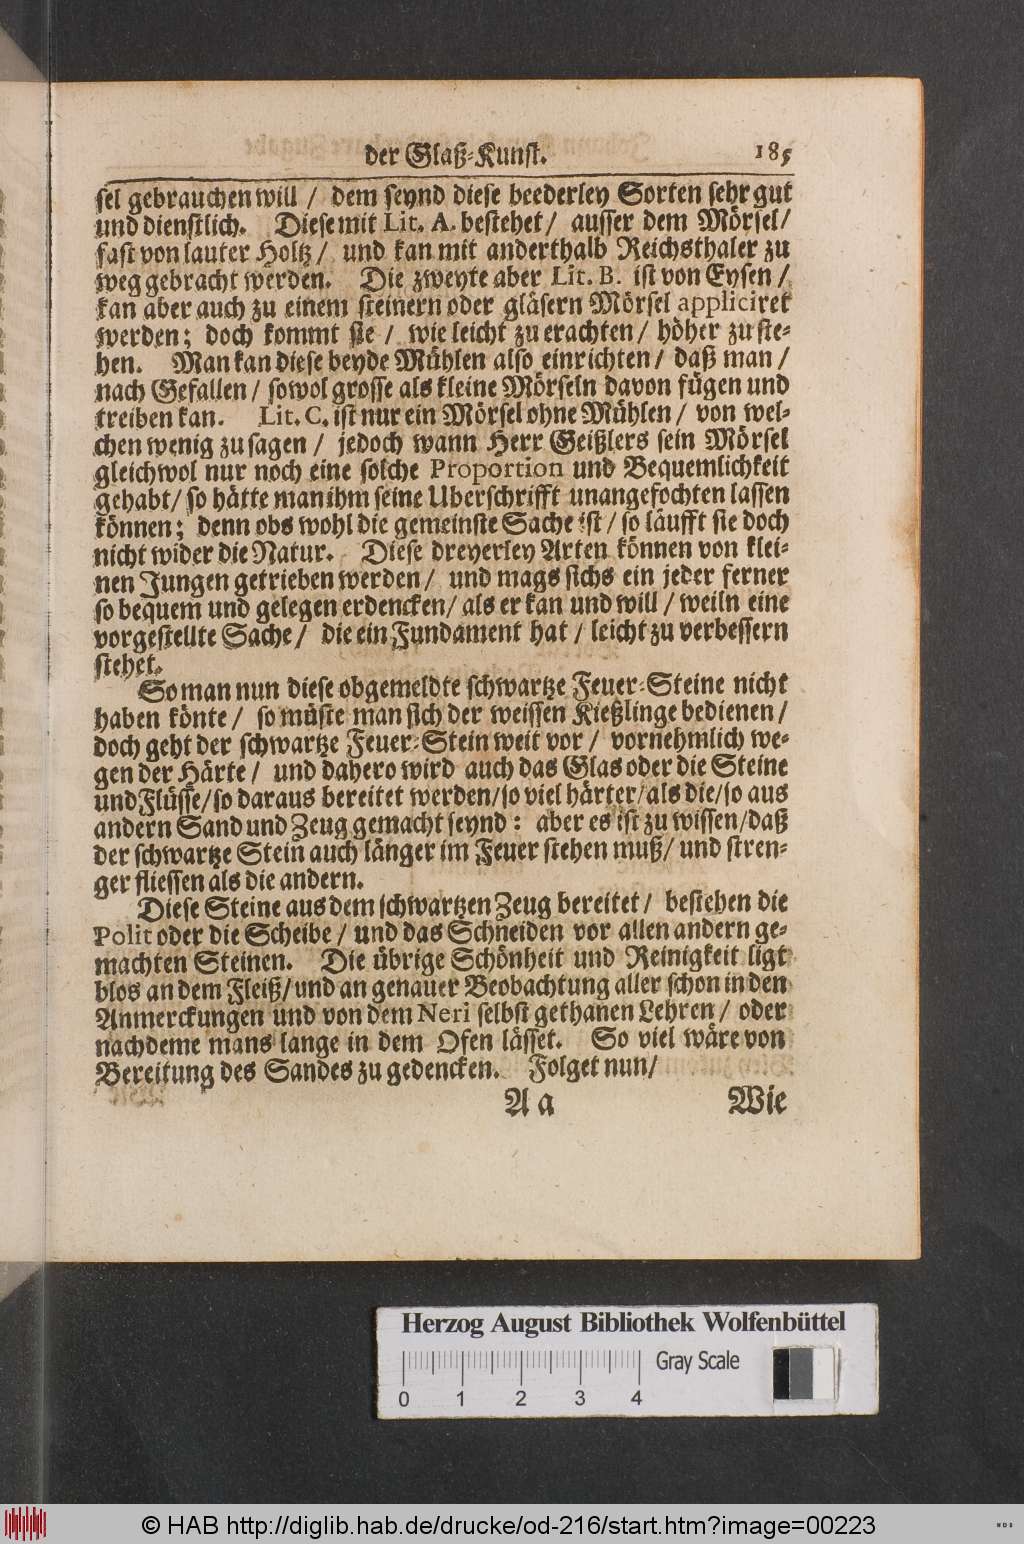 der Glaß-Kunst. 185
sel gebrauchen will / dem seynd diese beederley Sorten sehr gut
und dienstlich. Diese mit Lit. A. bestehet / ausser dem Mörsel /
fast von lauter Holtz / und kan mit anderthalb Reichsthaler zu
weg gebracht werden. Die zweyte aber Lit. B. ist von Eysen /
kan aber auch zu einem steinern oder gläsern Mörsel appliciret
werden; doch kommt sie / wie leicht zu erachten / höher zu ste-
hen. Man kan diese beyde Mühlen also einrichten / daß man /
nach Gefallen / sowol grosse als kleine Mörseln davon fügen und
treiben kan. Lit. C. ist nur ein Mörsel ohne Mühlen / von wel-
chen wenig zu sagen / jedoch wann Herr Geißlers sein Mörsel
gleichwol nur noch eine solche Proportion und Bequemlichkeit
gehabt / so hätte man ihm seine Uberschrifft unangefochten lassen
können; denn obs wohl die gemeinste Sache ist / so läufft sie doch
nicht wider die Natur. Diese dreyerley Arten können von klei-
nen Jungen getrieben werden / und mags sichs ein jeder ferner
so bequem und gelegen erdencken / als er kan und will / weiln eine
vorgestellte Sache / die ein Fundament hat / leicht zu verbessern
stehet.
So man nun diese obgemeldte schwartze Feuer-Steine nicht
haben könte / so müste man sich der weissen Kießlinge bedienen /
doch geht der schwartze Feuer-Stein weit vor / vornehmlich we-
gen der Härte / und dahero wird auch das Glas oder die Steine
und Flüsse / so daraus bereitet werden / so viel härter / als die / so aus
andern Sand und Zeug gemacht seynd: aber es ist zu wissen / daß
der schwartze Stein auch länger im Feuer stehen muß / und stren-
ger fliessen als die andern.
Diese Steine aus dem schwartzen Zeug bereitet / bestehen die
Polit oder die Scheibe / und das Schneiden vor allen andern ge-
machten Steinen. Die übrige Schönheit und Reinigkeit ligt
blos an dem Fleiß / und an genauer Beobachtung aller schon in den
Anmerckungen und von dem Neri selbst gethanen Lehren / oder
nachdeme mans lange in dem Ofen lässet. So viel wäre von
Bereitung des Sandes zu gedencken. Folget nun /
A a Wie
Herzog August Bibliothek Wolfenbüttel
Gray Scale
0 1 2 3 4
© HAB http://diglib.hab.de/drucke/od-216/start.htm?image=00223